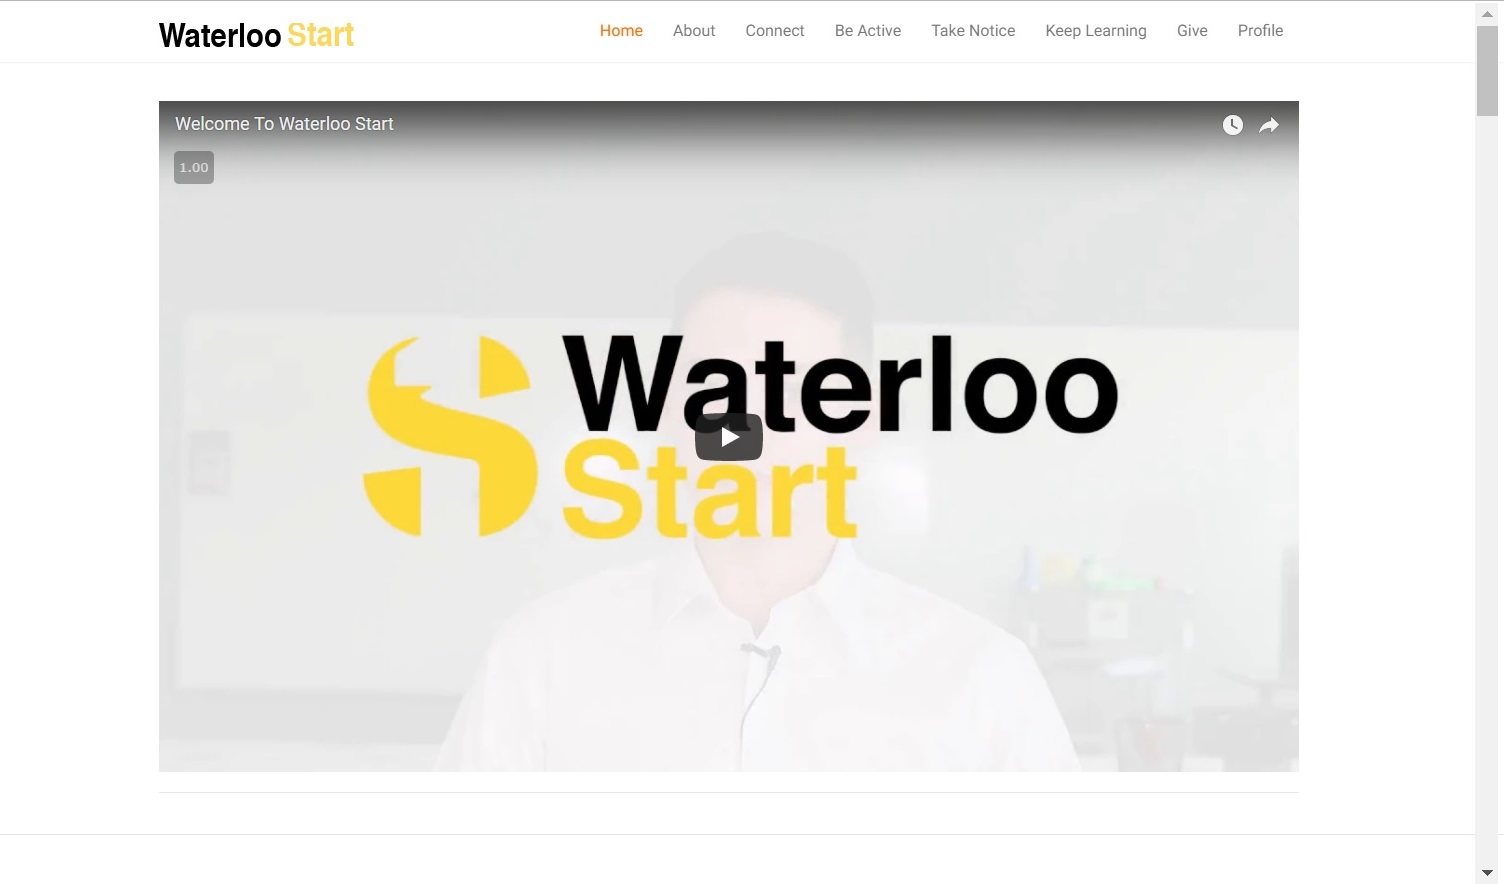 Waterloo Start
Home About Connect Be Active Take Notice Keep Learning Give Profile
Welcome To Waterloo Start
1.00
Waterloo
Start